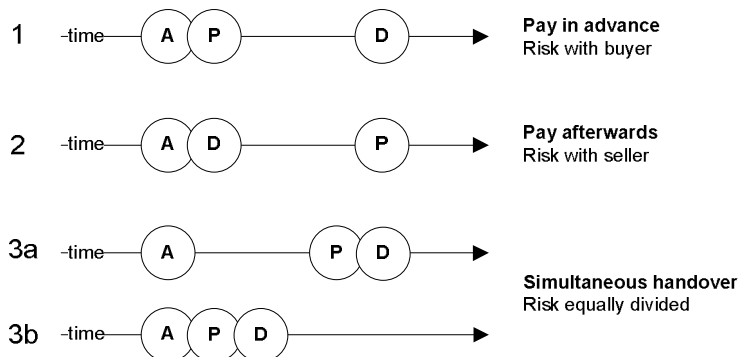 1 time A P D Pay in advance
Risk with buyer
2 time A D P Pay afterwards
Risk with seller
3a time A P D
Simultaneous handover
Risk equally divided
3b time A P D